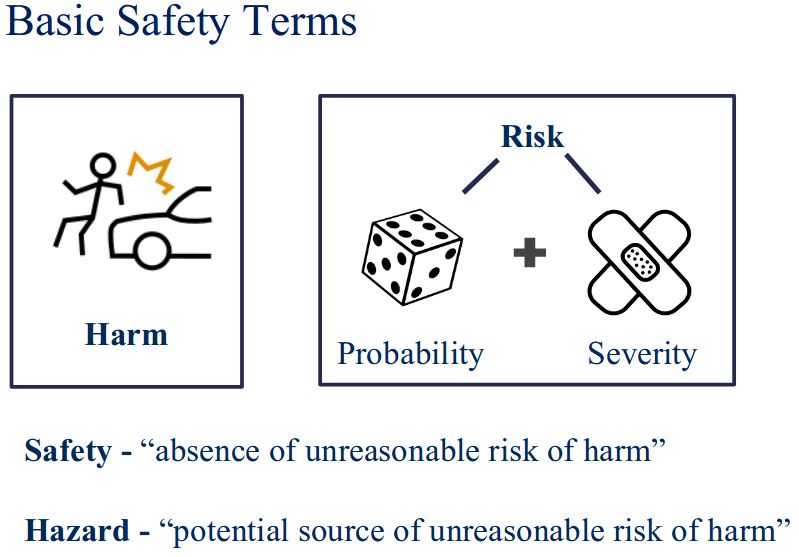 Basic Safety Terms
Harm
Risk
Probability
Severity
Safety - “absence of unreasonable risk of harm”
Hazard - “potential source of unreasonable risk of harm”